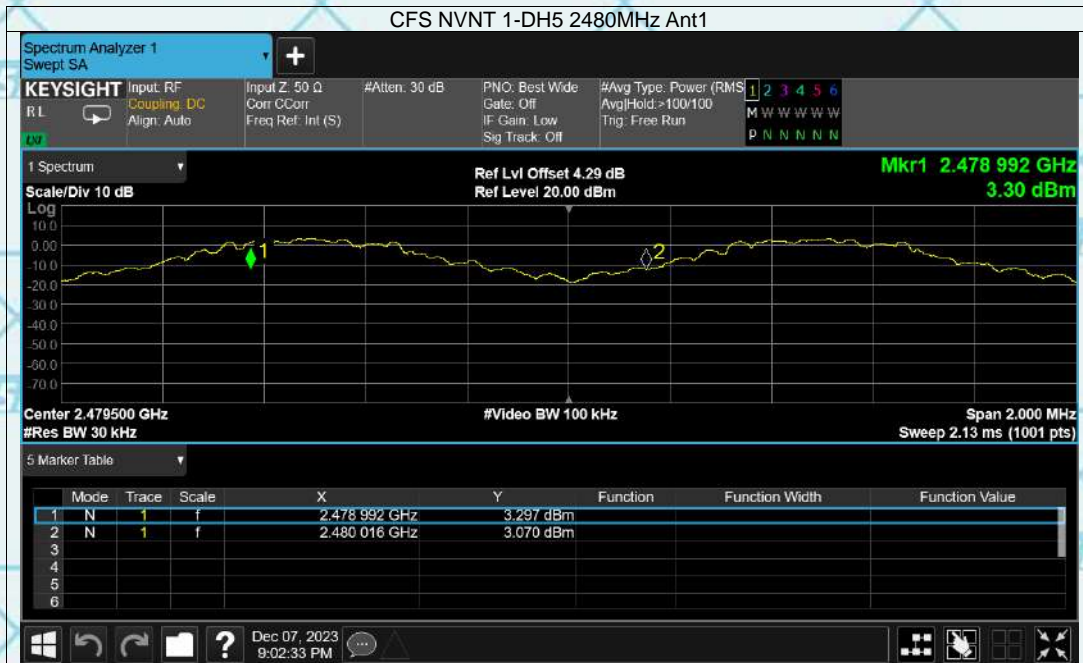 CFS NVNT 1-DH5 2480MHz Ant1
Spectrum Analyzer 1
Swept SA
+
KEYSIGHT
R L
LXI
Input: RF
Coupling: DC
Align: Auto
Input Z: 50 Ω
Corr CCorr
Freq Ref: Int (S)
#Atten: 30 dB
PNO: Best Wide
Gate: Off
IF Gain: Low
Sig Track: Off
#Avg Type: Power (RMS
Avg|Hold:>100/100
Trig: Free Run
1 2 3 4 5 6
M W W W W W
P N N N N N
1 Spectrum
Scale/Div 10 dB
Ref Lvl Offset 4.29 dB
Ref Level 20.00 dBm
Mkr1 2.478 992 GHz
3.30 dBm
Log
10.0
0.00
-10.0
-20.0
-30.0
-40.0
-50.0
-60.0
-70.0
1
2
Center 2.479500 GHz
#Video BW 100 kHz
Span 2.000 MHz
#Res BW 30 kHz
Sweep 2.13 ms (1001 pts)
5 Marker Table
Mode Trace Scale X Y Function Function Width Function Value
1 N 1 f 2.478 992 GHz 3.297 dBm
2 N 1 f 2.480 016 GHz 3.070 dBm
3
4
5
6
?
Dec 07, 2023
9:02:33 PM